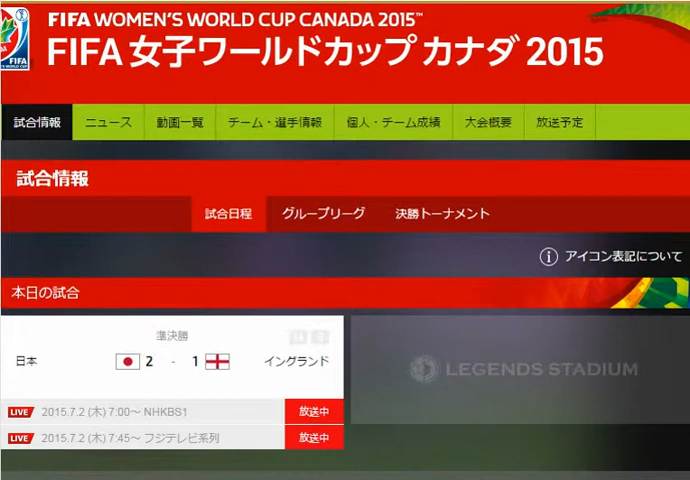 FIFA WOMEN'S WORLD CUP CANADA 2015™
FIFA 女子ワールドカップ カナダ 2015
FIFA
試合情報 ニュース 動画一覧 チーム・選手情報 個人・チーム成績 大会概要 放送予定
試合情報
試合日程 グループリーグ 決勝トーナメント
i アイコン表記について
本日の試合
準決勝
日本 2 - 1 イングランド
LEGENDS STADIUM
LIVE 2015.7.2 (木) 7:00～ NHKBS1 放送中
LIVE 2015.7.2 (木) 7:45～ フジテレビ系列 放送中